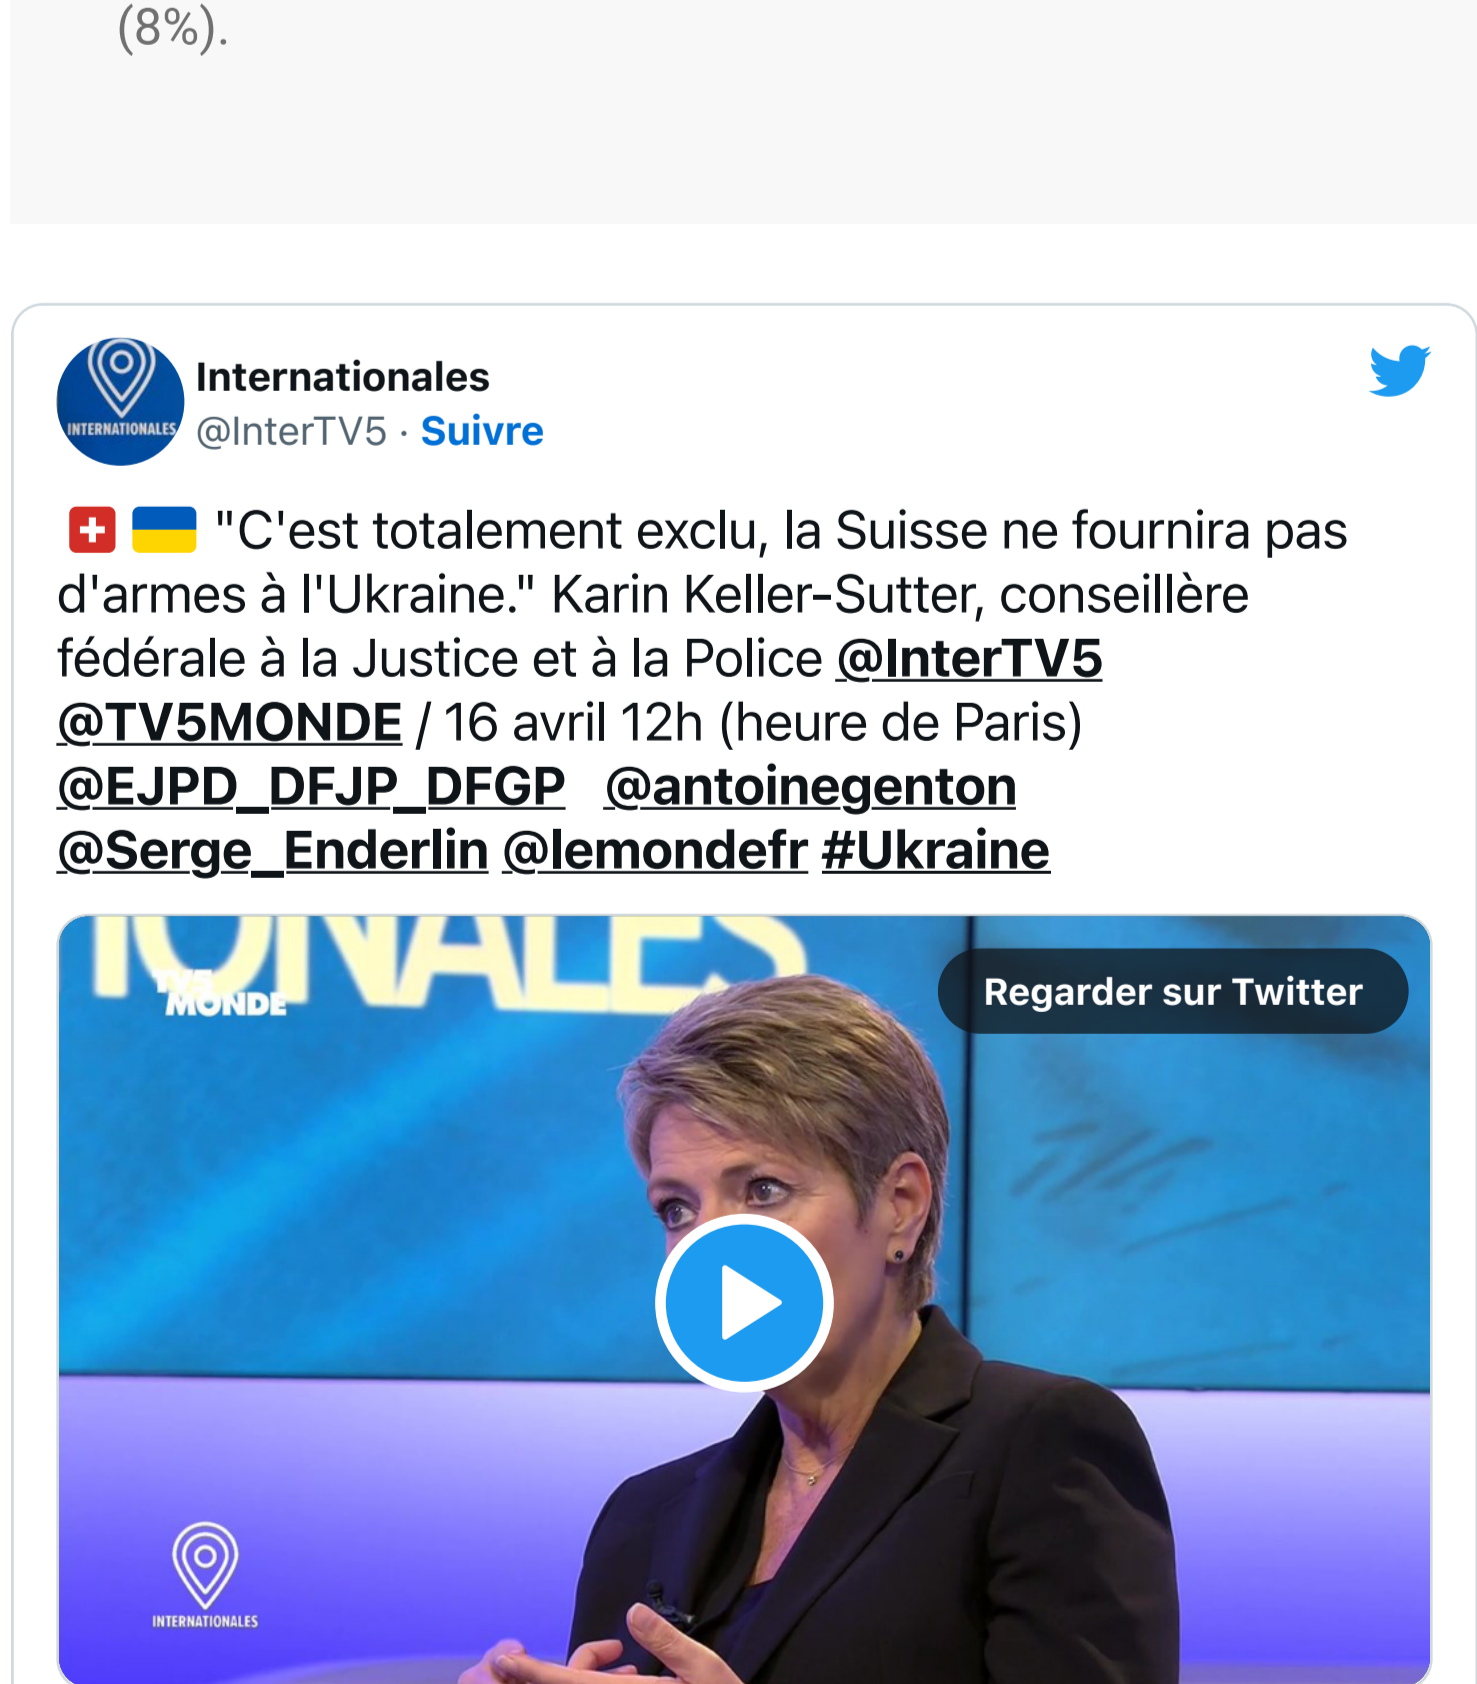 (8%).
INTERNATIONALES
Internationales
@InterTV5 · Suivre
"C'est totalement exclu, la Suisse ne fournira pas
d'armes à l'Ukraine." Karin Keller-Sutter, conseillère
fédérale à la Justice et à la Police @InterTV5
@TV5MONDE / 16 avril 12h (heure de Paris)
@EJPD_DFJP_DFGP @antoinegenton
@Serge_Enderlin @lemondefr #Ukraine
IONALES
TV5
MONDE
Regarder sur Twitter
INTERNATIONALES